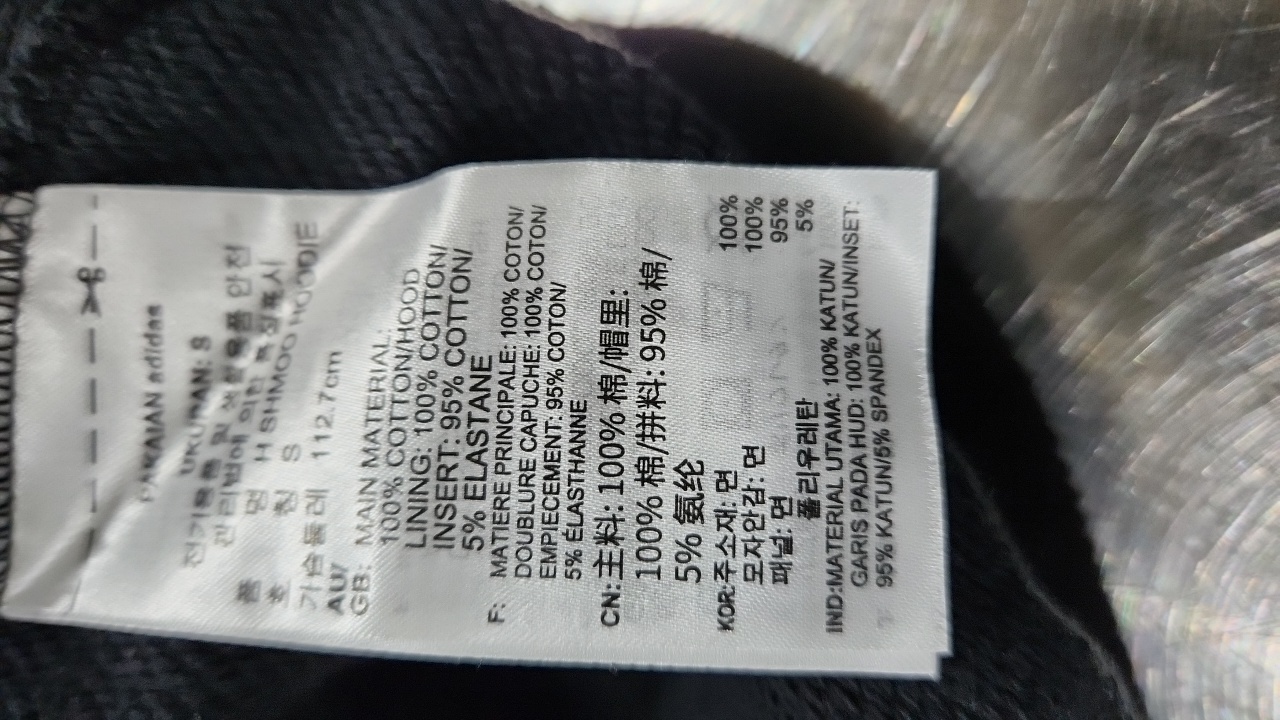 PAKAIAN adidas
UKURAN: S
전기용품 및 생활용품 안전
관리법에 의한 품질표시
품 명 H SHMOO HOODIE
호 칭 S
가슴둘레 112.7cm
AU/
GB: MAIN MATERIAL:
100% COTTON/HOOD
LINING: 100% COTTON/
INSERT: 95% COTTON/
5% ELASTANE
F: MATIERE PRINCIPALE: 100% COTON/
DOUBLURE CAPUCHE: 100% COTON/
EMPIECEMENT: 95% COTON/
5% ÉLASTHANNE
CN: 主料: 100% 棉/帽里:
100% 棉/拼料: 95% 棉/
5% 氨纶
KOR: 주소재: 면 100%
모자안감: 면 100%
패널: 면 95%
폴리우레탄 5%
IND:MATERIAL UTAMA: 100% KATUN/
GARIS PADA HUD: 100% KATUN/INSET:
95% KATUN/5% SPANDEX